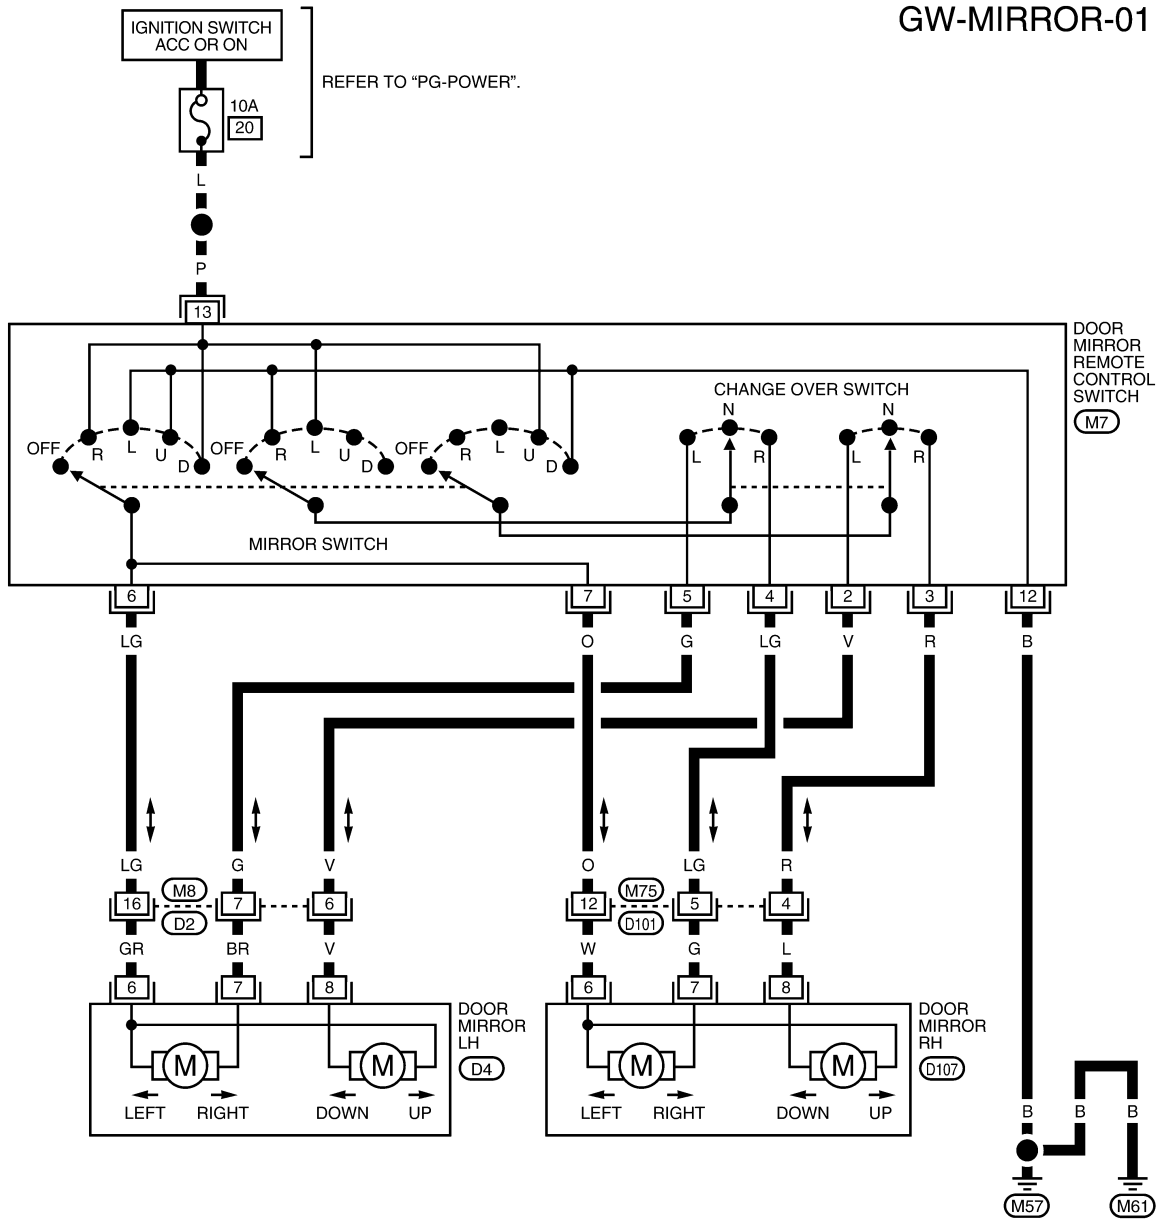 GW-MIRROR-01
IGNITION SWITCH
ACC OR ON
REFER TO “PG-POWER”.
10A
20
L
P
13
DOOR
MIRROR
REMOTE
CONTROL
SWITCH
M7
CHANGE OVER SWITCH
OFF R L U D
OFF R L U D
OFF R L U D
L N R
L N R
MIRROR SWITCH
6 7 5 4 2 3 12
LG O G LG V R B
LG G V O LG R
M8 M75
16 7 6 12 5 4
D2 D101
GR BR V W G L
6 7 8 6 7 8
DOOR
MIRROR
LH
D4
M M
LEFT RIGHT DOWN UP
DOOR
MIRROR
RH
D107
M M
LEFT RIGHT DOWN UP
B B B
M57 M61